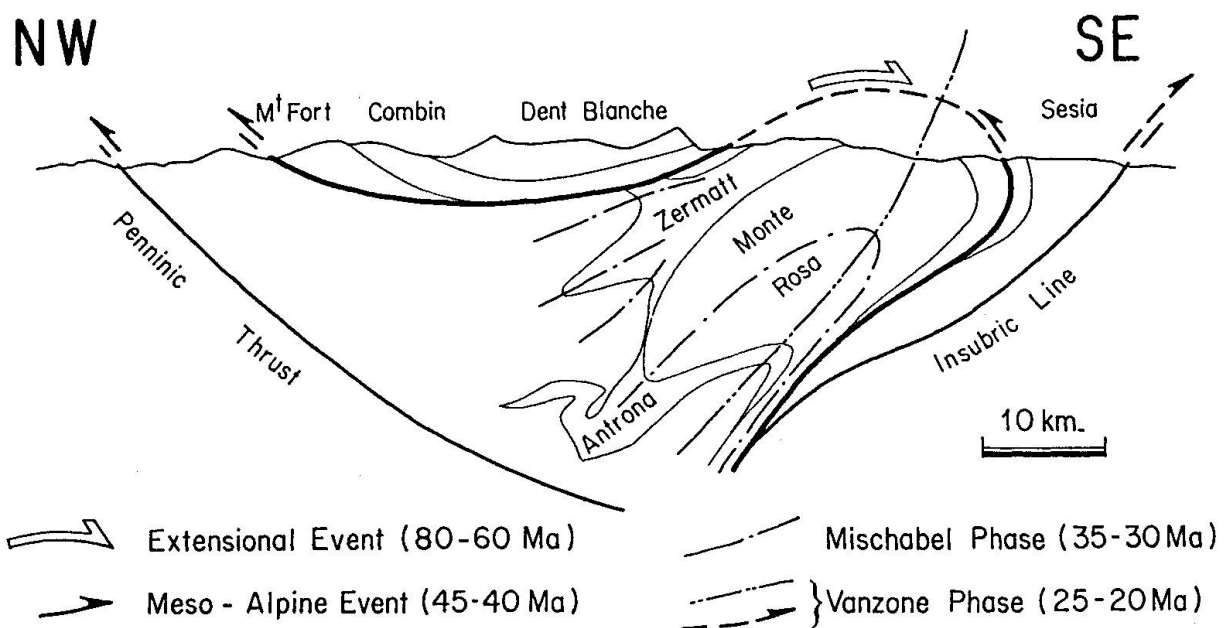 NW
SE
Mt Fort Combin Dent Blanche
Sesia
Zermatt
Monte
Rosa
Antrona
Penninic
Thrust
Insubric Line
10 km.
Extensional Event (80-60 Ma)
Mischabel Phase (35-30 Ma)
Meso - Alpine Event (45-40 Ma)
}Vanzone Phase (25-20 Ma)